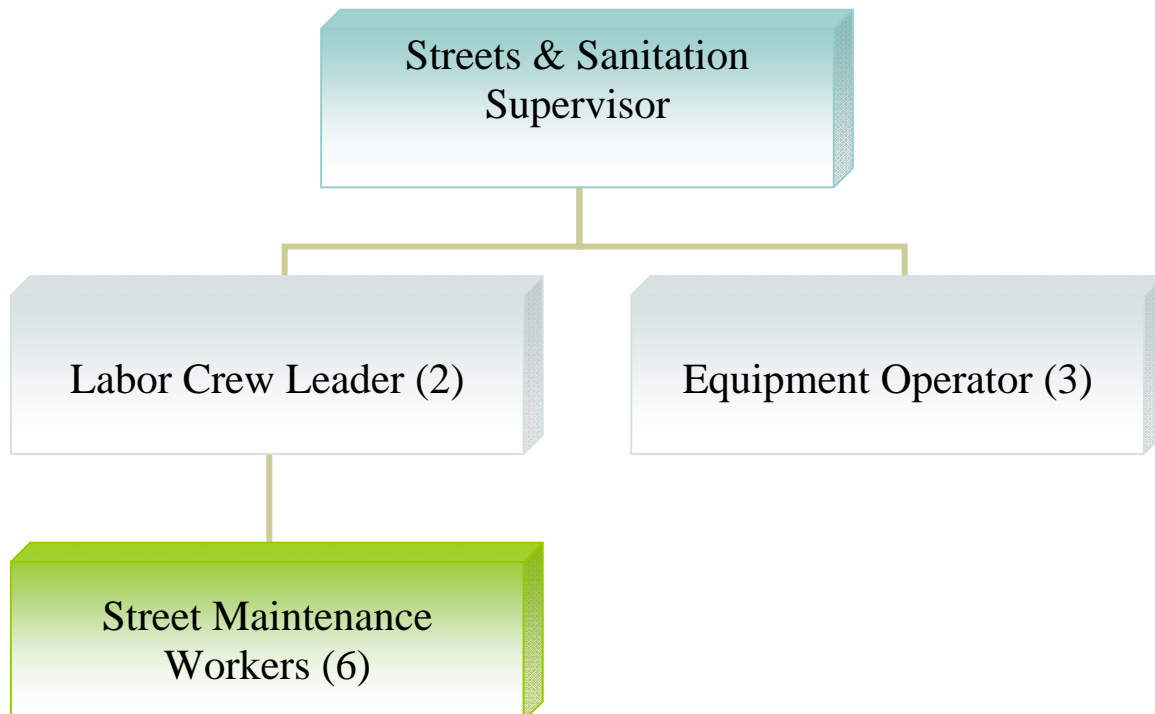 Streets & Sanitation
Supervisor
Labor Crew Leader (2)
Equipment Operator (3)
Street Maintenance
Workers (6)